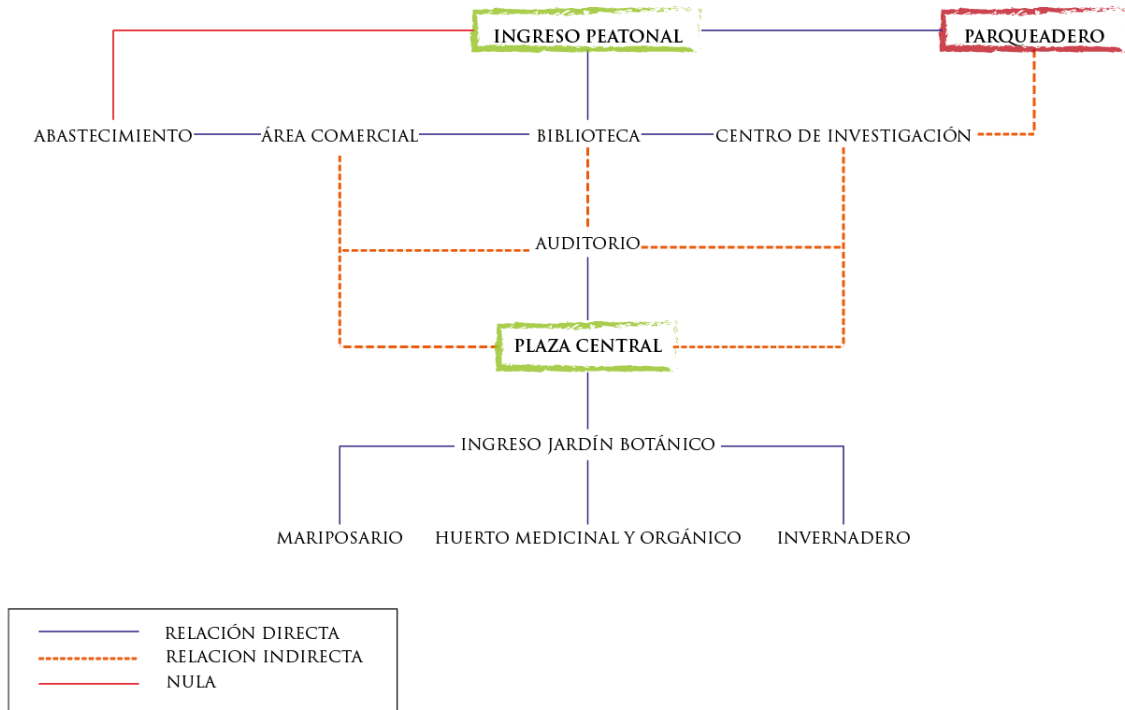 INGRESO PEATONAL
PARQUEADERO
ABASTECIMIENTO
ÁREA COMERCIAL
BIBLIOTECA
CENTRO DE INVESTIGACIÓN
AUDITORIO
PLAZA CENTRAL
INGRESO JARDÍN BOTÁNICO
MARIPOSARIO
HUERTO MEDICINAL Y ORGÁNICO
INVERNADERO
RELACIÓN DIRECTA
RELACION INDIRECTA
NULA